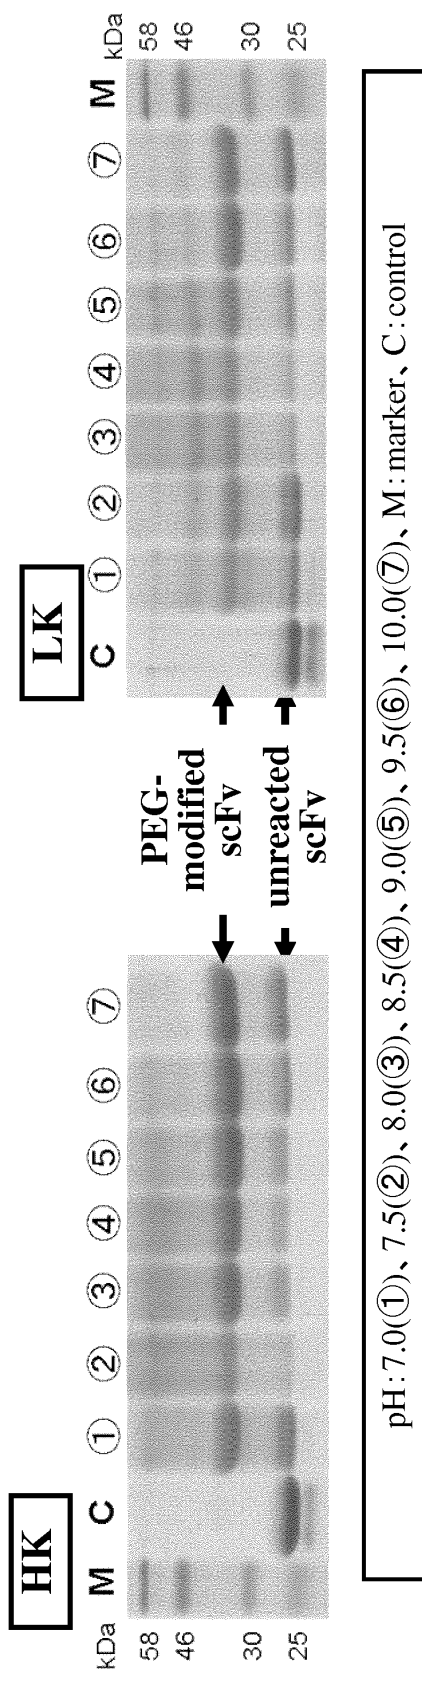 HK
LK
kDa M C ① ② ③ ④ ⑤ ⑥ ⑦
C ① ② ③ ④ ⑤ ⑥ ⑦ M kDa
58
46
30
25
PEG-
modified
scFv
unreacted
scFv
58
46
30
25
pH:7.0(①)、7.5(②)、8.0(③)、8.5(④)、9.0(⑤)、9.5(⑥)、10.0(⑦)、M:marker、C:control